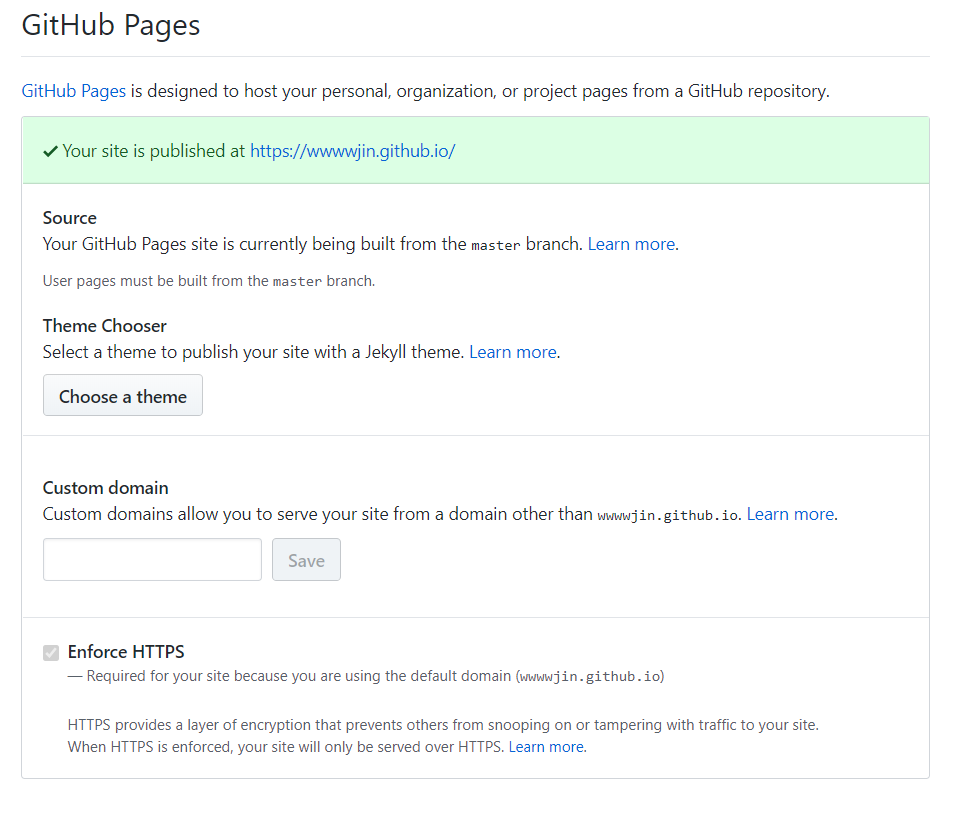 GitHub Pages
GitHub Pages is designed to host your personal, organization, or project pages from a GitHub repository.
Your site is published at https://wwwwjin.github.io/
Source
Your GitHub Pages site is currently being built from the master branch. Learn more.
User pages must be built from the master branch.
Theme Chooser
Select a theme to publish your site with a Jekyll theme. Learn more.
Choose a theme
Custom domain
Custom domains allow you to serve your site from a domain other than wwwwjin.github.io. Learn more.
Save
Enforce HTTPS
— Required for your site because you are using the default domain (wwwwjin.github.io)
HTTPS provides a layer of encryption that prevents others from snooping on or tampering with traffic to your site.
When HTTPS is enforced, your site will only be served over HTTPS. Learn more.